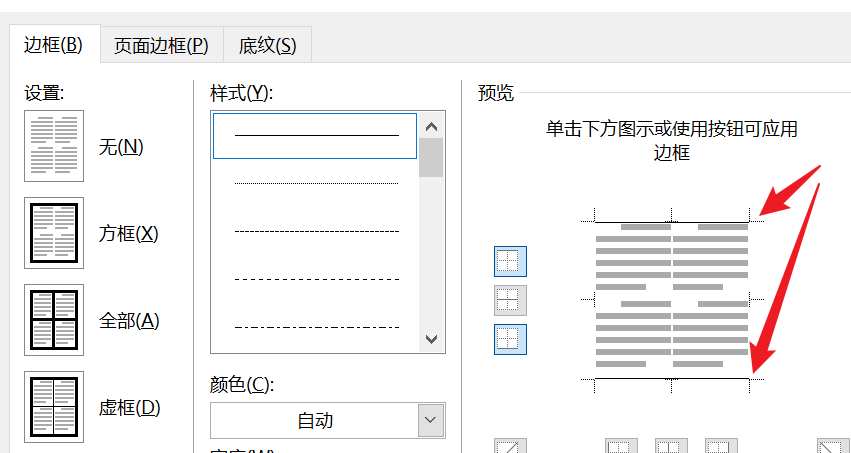 边框(B)
页面边框(P)
底纹(S)
设置:
无(N)
方框(X)
全部(A)
虚框(D)
样式(Y):
颜色(C):
自动
预览
单击下方图示或使用按钮可应用
边框